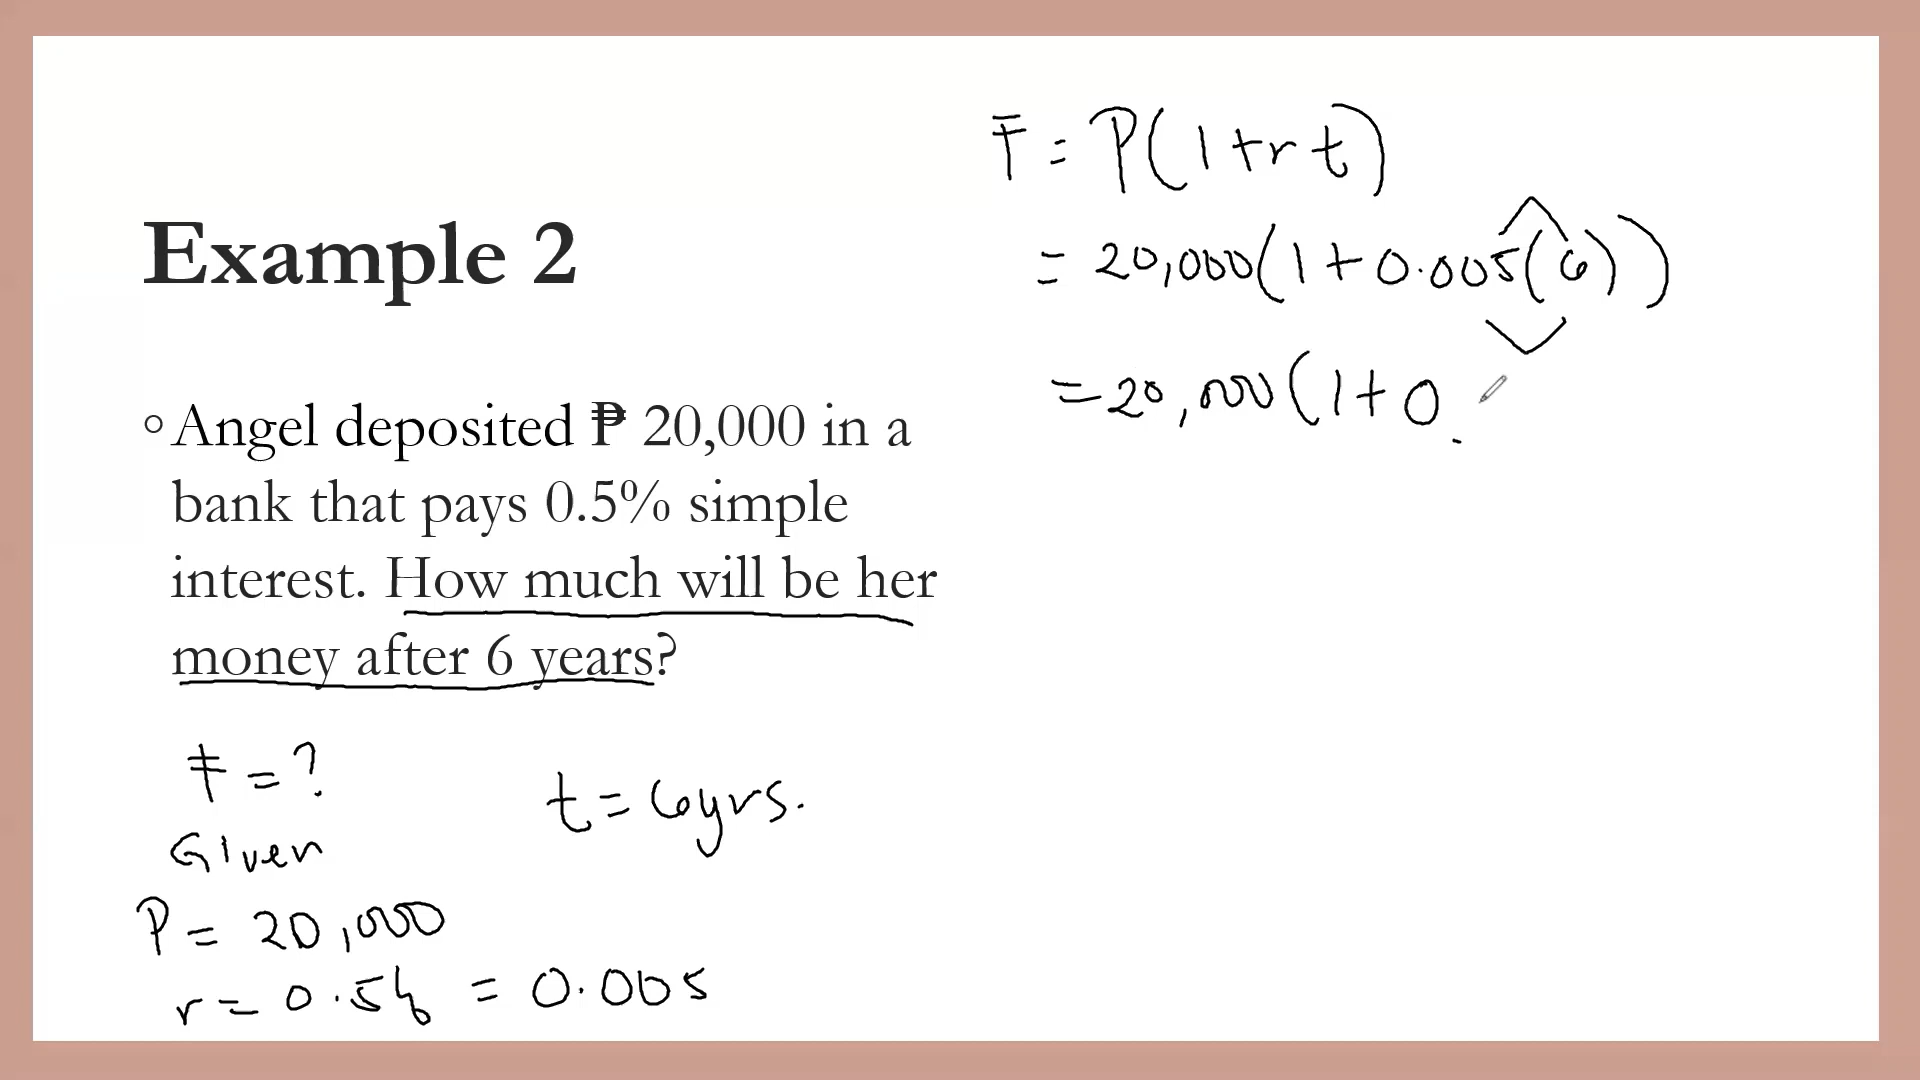 Example 2
◦Angel deposited ₱ 20,000 in a
bank that pays 0.5% simple
interest. How much will be her
money after 6 years?
F = ?
t = 6yrs.
Given
P = 20,000
r = 0.5% = 0.005
F = P(1+rt)
= 20,000(1+0.005(6))
= 20,000(1+0.